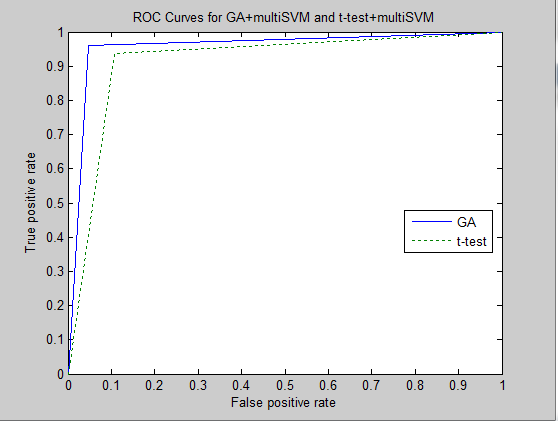 ROC Curves for GA+multiSVM and t-test+multiSVM
1
0.9
0.8
0.7
0.6
0.5
0.4
0.3
0.2
0.1
0
True positive rate
GA
t-test
0 0.1 0.2 0.3 0.4 0.5 0.6 0.7 0.8 0.9 1
False positive rate